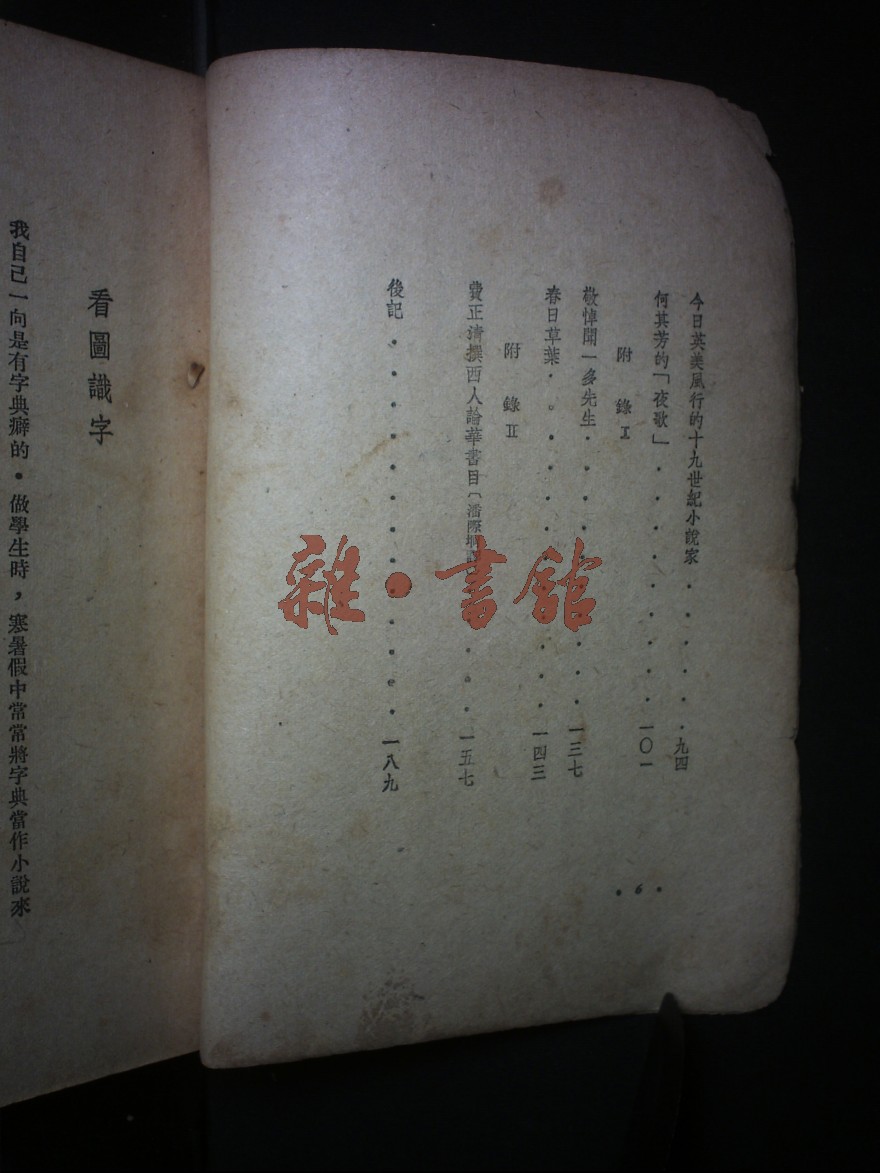 今日英美風行的十九世紀小說家・・・・・・・九四
何其芳的「夜歌」・・・・・・・・・一〇一
附錄I
敬悼聞一多先生・・・・・・・・・・一三七
春日草葉・・・・・・・・・・・一四三
附錄II
費正清撰西人論華書目(潘際坰・・・一五七
後記・・・・・・・・・・・・・一八九
・6・
看圖識字
我自己一向是有字典癖的・做學生時，寒暑假中常常將字典當作小說來
雜・書館